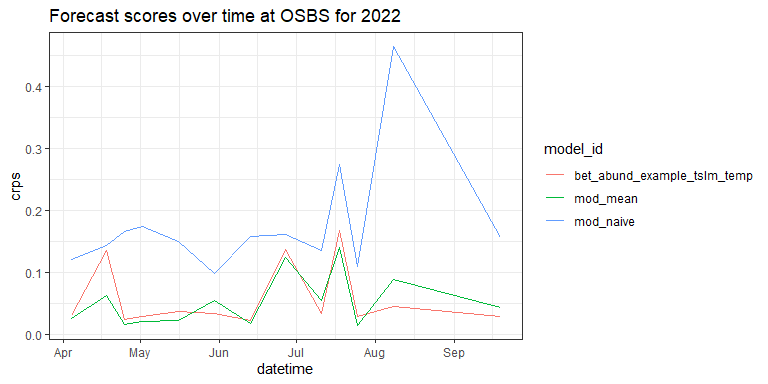 Forecast scores over time at OSBS for 2022
crps
0.4
0.3
0.2
0.1
0.0
Apr May Jun Jul Aug Sep
datetime
model_id
bet_abund_example_tslm_temp
mod_mean
mod_naive